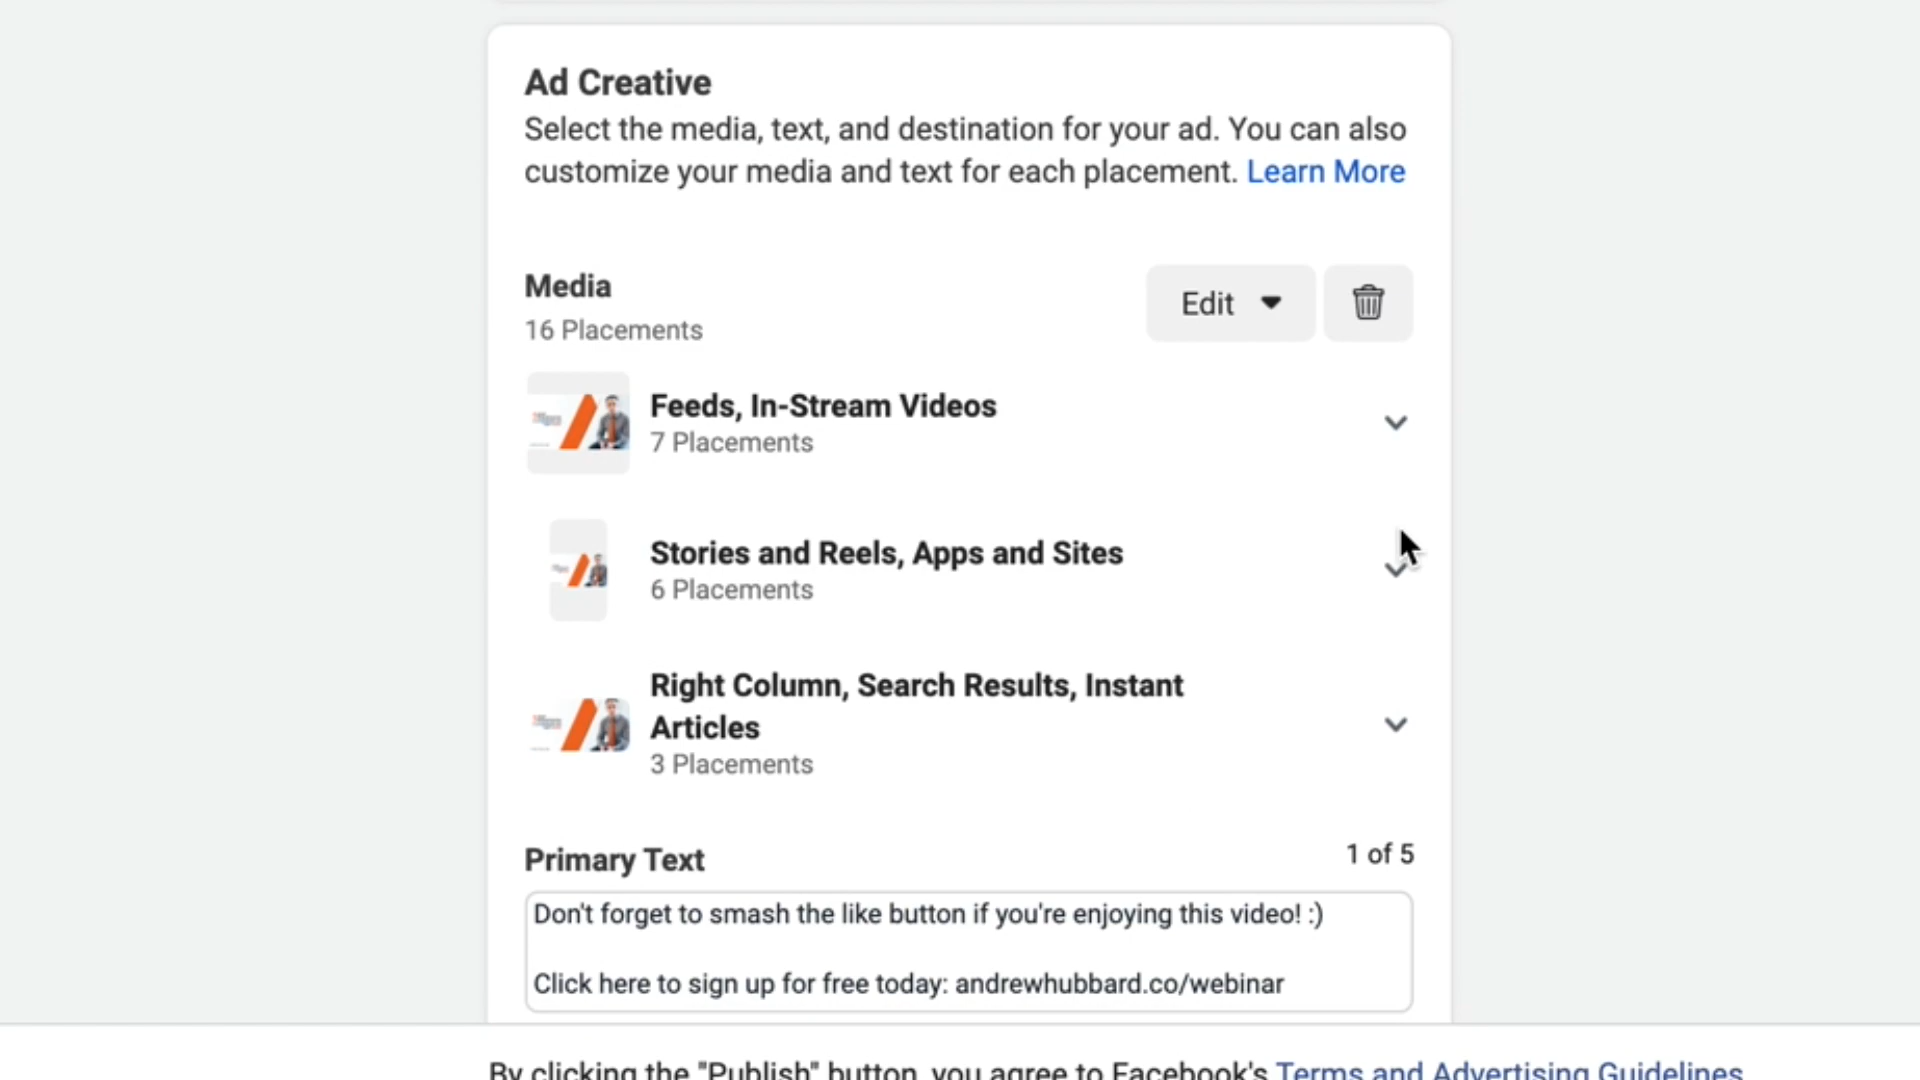 Ad Creative
Select the media, text, and destination for your ad. You can also
customize your media and text for each placement. Learn More
Media
16 Placements
Edit
Feeds, In-Stream Videos
7 Placements
Stories and Reels, Apps and Sites
6 Placements
Right Column, Search Results, Instant
Articles
3 Placements
Primary Text
1 of 5
Don't forget to smash the like button if you're enjoying this video! :)
Click here to sign up for free today: andrewhubbard.co/webinar
By clicking the "Publish" button, you agree to Facebook's Terms and Advertising Guidelines